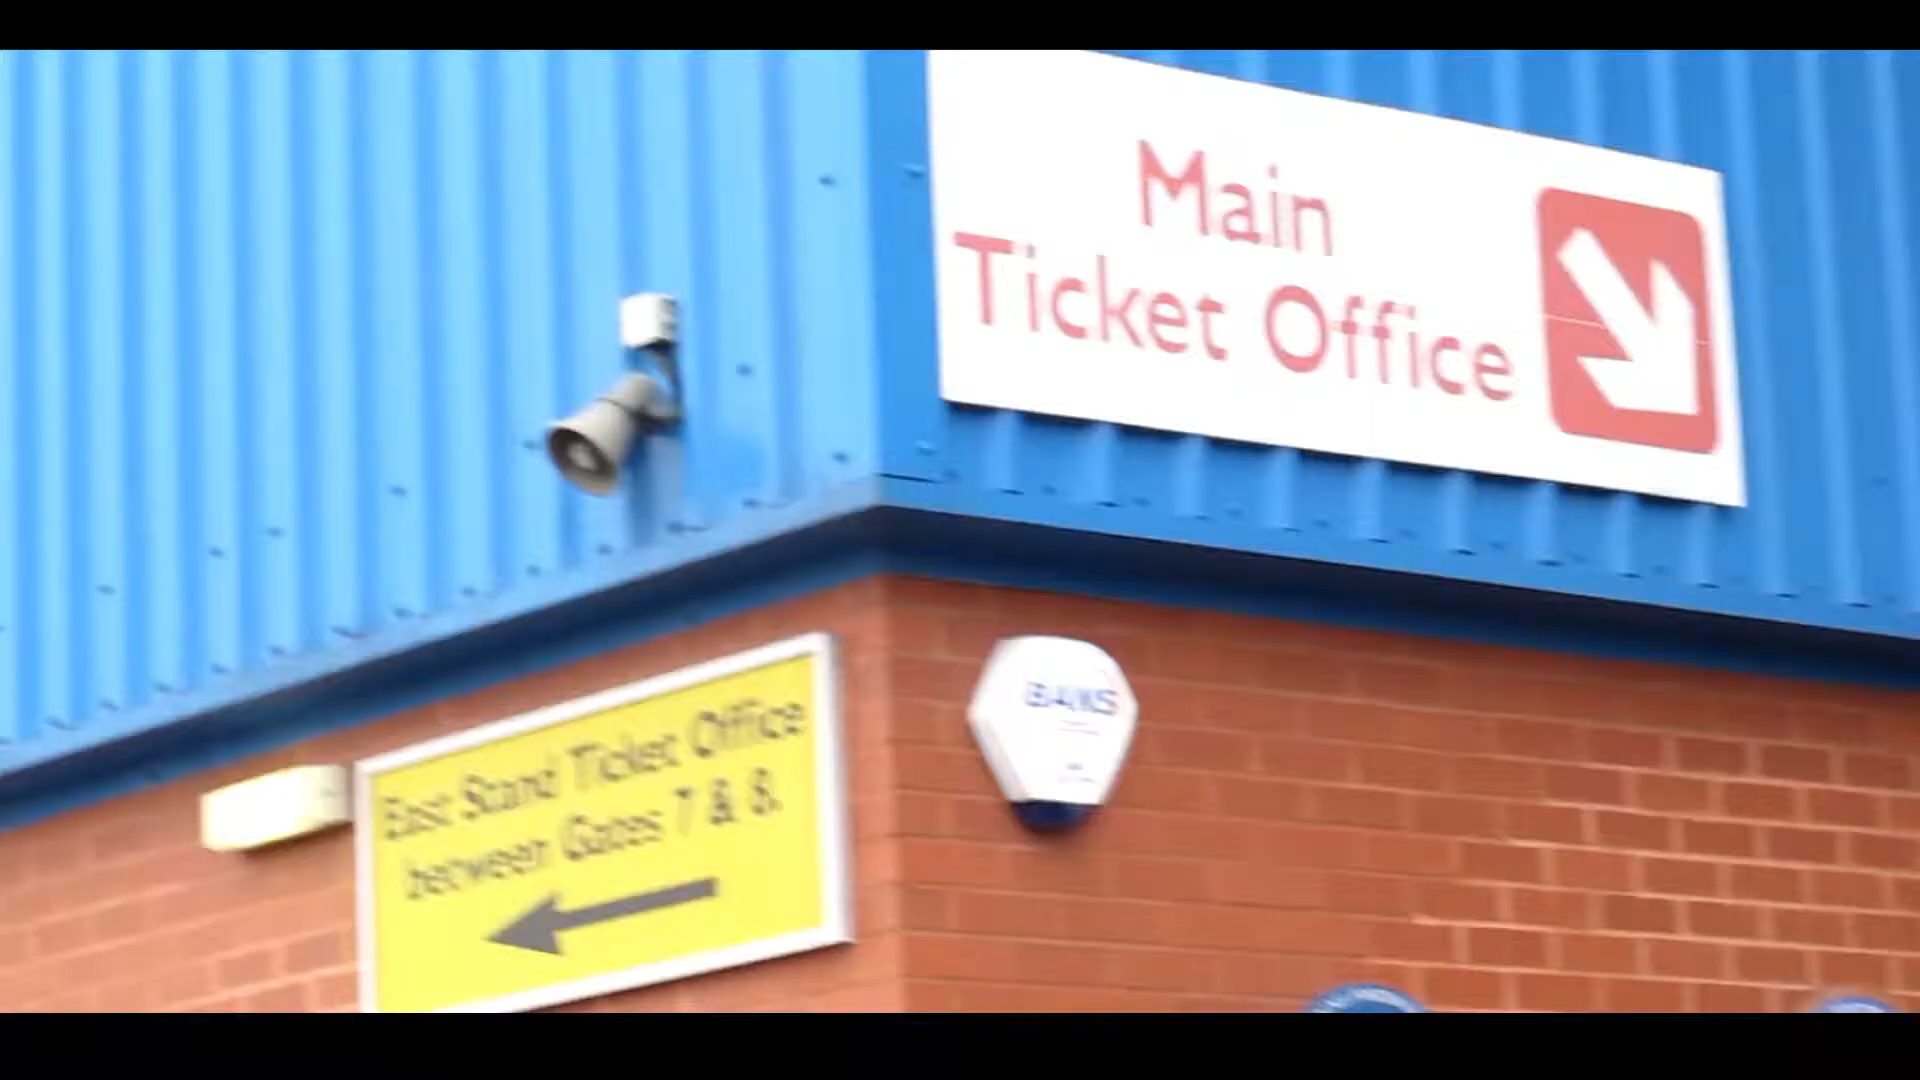 Main
Ticket Office
East Stand Ticket Office
between Gates 7 & 8.